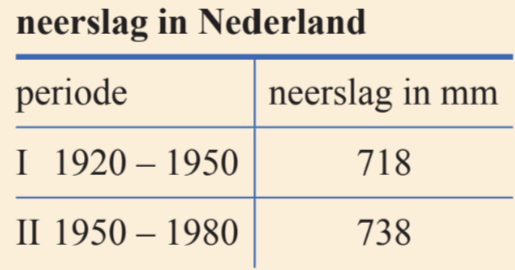 neerslag in Nederland
periode neerslag in mm
I 1920 – 1950 718
II 1950 – 1980 738